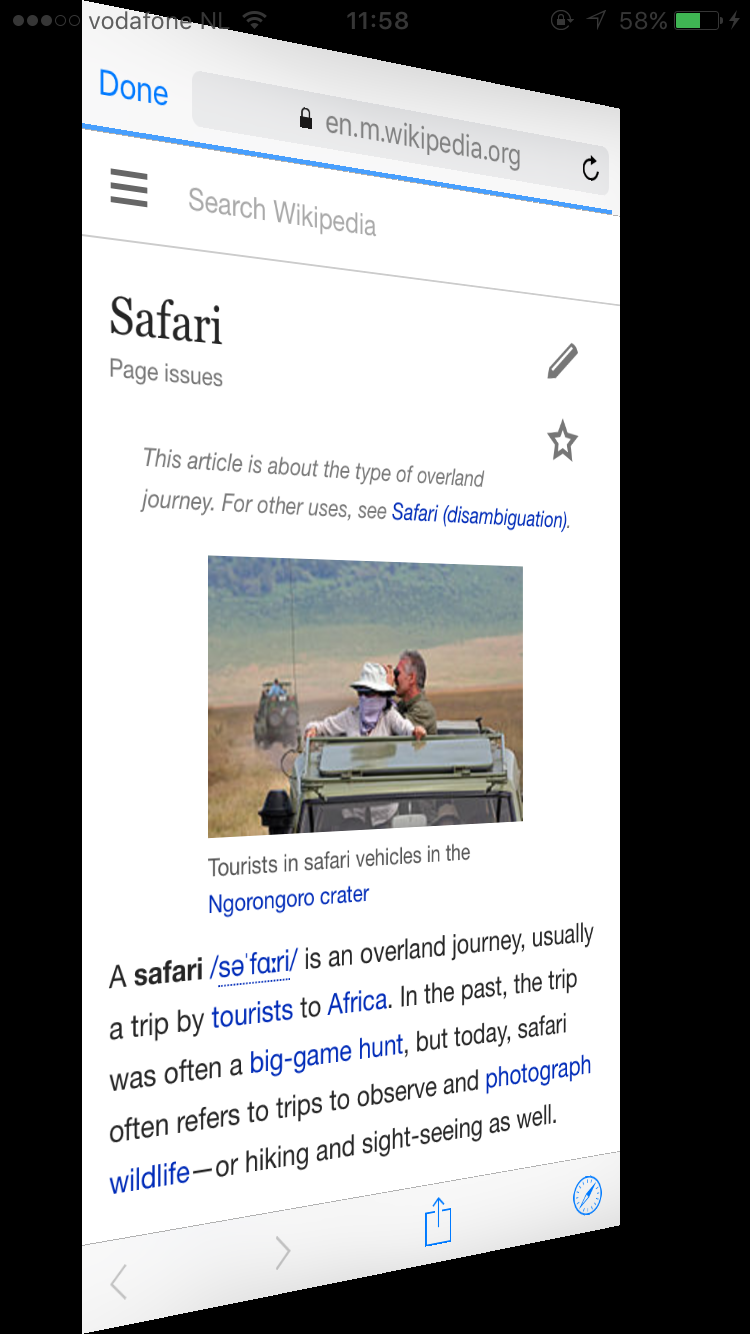 vodafone NL 11:58 58%
Done en.m.wikipedia.org
Search Wikipedia
Safari
Page issues
This article is about the type of overland
journey. For other uses, see Safari (disambiguation).
Tourists in safari vehicles in the
Ngorongoro crater
A safari /səˈfɑːri/ is an overland journey, usually
a trip by tourists to Africa. In the past, the trip
was often a big-game hunt, but today, safari
often refers to trips to observe and photograph
wildlife—or hiking and sight-seeing as well.